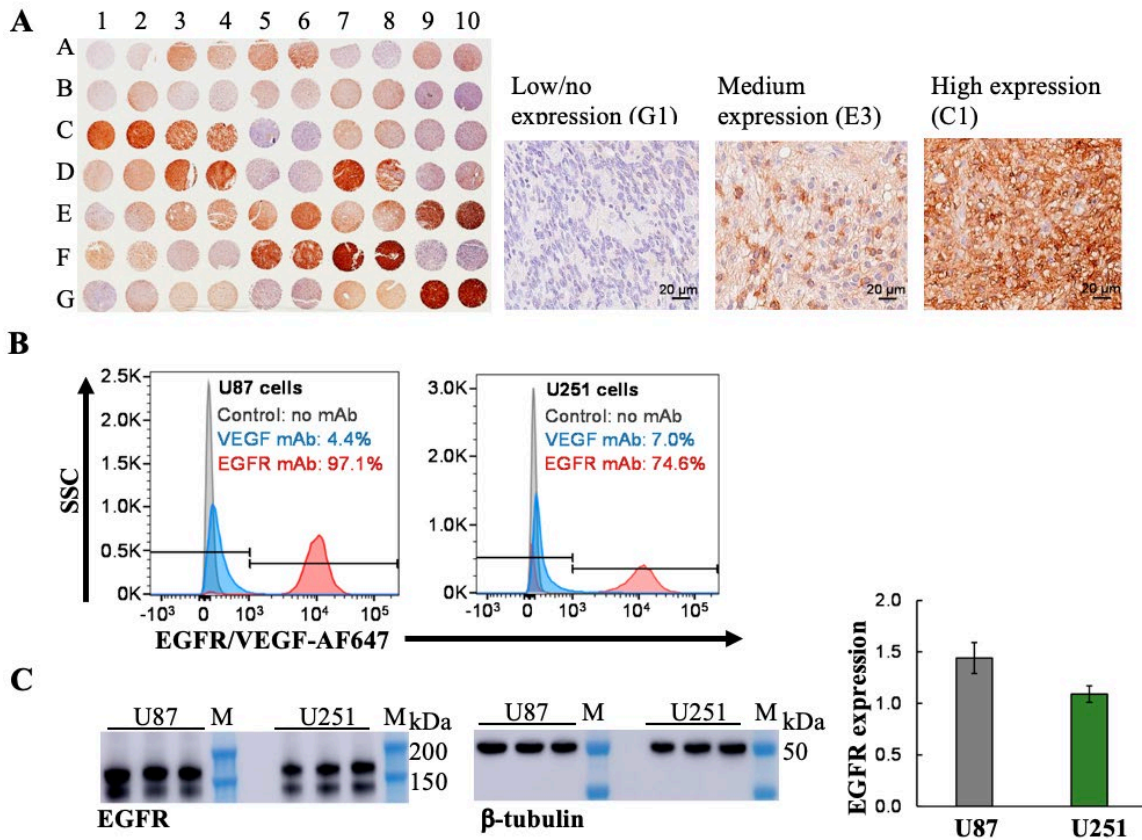 A
1 2 3 4 5 6 7 8 9 10
A
B
C
D
E
F
G
Low/no
expression (G1)
Medium
expression (E3)
High expression
(C1)
20 µm
20 µm
20 µm
B
SSC
2.5K
2.0K
1.5K
1.0K
0.5K
0K
U87 cells
Control: no mAb
VEGF mAb: 4.4%
EGFR mAb: 97.1%
-10³ 0 10³ 10⁴ 10⁵
3.0K
2.0K
1.0K
0K
U251 cells
Control: no mAb
VEGF mAb: 7.0%
EGFR mAb: 74.6%
-10³ 0 10³ 10⁴ 10⁵
EGFR/VEGF-AF647
C
U87 M U251 M kDa
200
150
EGFR
U87 M U251 M kDa
50
β-tubulin
EGFR expression
2.0
1.5
1.0
0.5
0.0
U87 U251